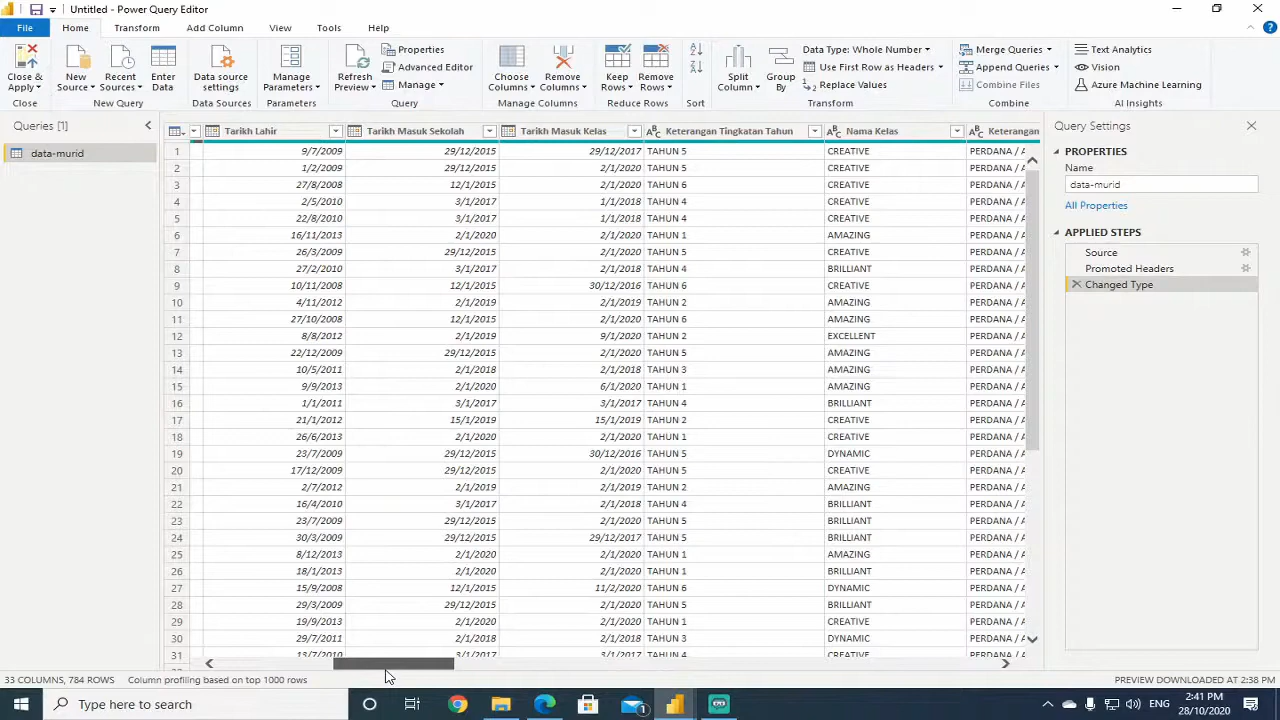 Untitled - Power Query Editor
File Home Transform Add Column View Tools Help
Close & Apply
New Source
Recent Sources
Enter Data
Data source settings
Manage Parameters
Refresh Preview
Properties
Advanced Editor
Manage
Choose Columns
Remove Columns
Keep Rows
Remove Rows
Split Column
Group By
Data Type: Whole Number
Use First Row as Headers
Replace Values
Merge Queries
Append Queries
Combine Files
Text Analytics
Vision
Azure Machine Learning
Close New Query Data Sources Parameters Query Manage Columns Reduce Rows Sort Transform Combine AI Insights
Queries [1]
data-murid
Tarikh Lahir Tarikh Masuk Sekolah Tarikh Masuk Kelas Keterangan Tingkatan Tahun Nama Kelas Keterangan
1 9/7/2009 29/12/2015 29/12/2017 TAHUN 5 CREATIVE PERDANA / A
2 1/2/2009 29/12/2015 2/1/2020 TAHUN 5 CREATIVE PERDANA / A
3 27/8/2008 12/1/2015 2/1/2020 TAHUN 6 CREATIVE PERDANA / A
4 2/5/2010 3/1/2017 1/1/2018 TAHUN 4 CREATIVE PERDANA / A
5 22/8/2010 3/1/2017 1/1/2018 TAHUN 4 CREATIVE PERDANA / A
6 16/11/2013 2/1/2020 2/1/2020 TAHUN 1 AMAZING PERDANA / A
7 26/3/2009 29/12/2015 2/1/2020 TAHUN 5 CREATIVE PERDANA / A
8 27/2/2010 3/1/2017 2/1/2018 TAHUN 4 BRILLIANT PERDANA / A
9 10/11/2008 12/1/2015 30/12/2016 TAHUN 6 CREATIVE PERDANA / A
10 4/11/2012 2/1/2019 2/1/2019 TAHUN 2 AMAZING PERDANA / A
11 27/10/2008 12/1/2015 2/1/2020 TAHUN 6 AMAZING PERDANA / A
12 8/8/2012 2/1/2019 9/1/2020 TAHUN 2 EXCELLENT PERDANA / A
13 22/12/2009 29/12/2015 2/1/2020 TAHUN 5 AMAZING PERDANA / A
14 10/5/2011 2/1/2018 2/1/2018 TAHUN 3 AMAZING PERDANA / A
15 9/9/2013 2/1/2020 6/1/2020 TAHUN 1 AMAZING PERDANA / A
16 1/1/2011 3/1/2017 3/1/2017 TAHUN 4 BRILLIANT PERDANA / A
17 21/1/2012 15/1/2019 15/1/2019 TAHUN 2 CREATIVE PERDANA / A
18 26/6/2013 2/1/2020 2/1/2020 TAHUN 1 CREATIVE PERDANA / A
19 23/7/2009 29/12/2015 30/12/2016 TAHUN 5 DYNAMIC PERDANA / A
20 17/12/2009 29/12/2015 2/1/2020 TAHUN 5 CREATIVE PERDANA / A
21 2/7/2012 2/1/2019 2/1/2019 TAHUN 2 AMAZING PERDANA / A
22 16/4/2010 3/1/2017 2/1/2018 TAHUN 4 BRILLIANT PERDANA / A
23 23/7/2009 29/12/2015 2/1/2020 TAHUN 5 BRILLIANT PERDANA / A
24 30/3/2009 29/12/2015 29/12/2017 TAHUN 5 BRILLIANT PERDANA / A
25 8/12/2013 2/1/2020 2/1/2020 TAHUN 1 AMAZING PERDANA / A
26 18/1/2013 2/1/2020 2/1/2020 TAHUN 1 BRILLIANT PERDANA / A
27 15/9/2008 12/1/2015 11/2/2020 TAHUN 6 DYNAMIC PERDANA / A
28 29/3/2009 29/12/2015 2/1/2020 TAHUN 5 BRILLIANT PERDANA / A
29 19/9/2013 2/1/2020 2/1/2020 TAHUN 1 CREATIVE PERDANA / A
30 29/7/2011 2/1/2018 2/1/2018 TAHUN 3 DYNAMIC PERDANA / A
31 13/7/2010 3/1/2017 3/1/2017 TAHUN 4 CREATIVE PERDANA / A
Query Settings
PROPERTIES
Name
data-murid
All Properties
APPLIED STEPS
Source
Promoted Headers
Changed Type
33 COLUMNS, 784 ROWS Column profiling based on top 1000 rows PREVIEW DOWNLOADED AT 2:38 PM
Type here to search
1
ENG
2:41 PM
28/10/2020